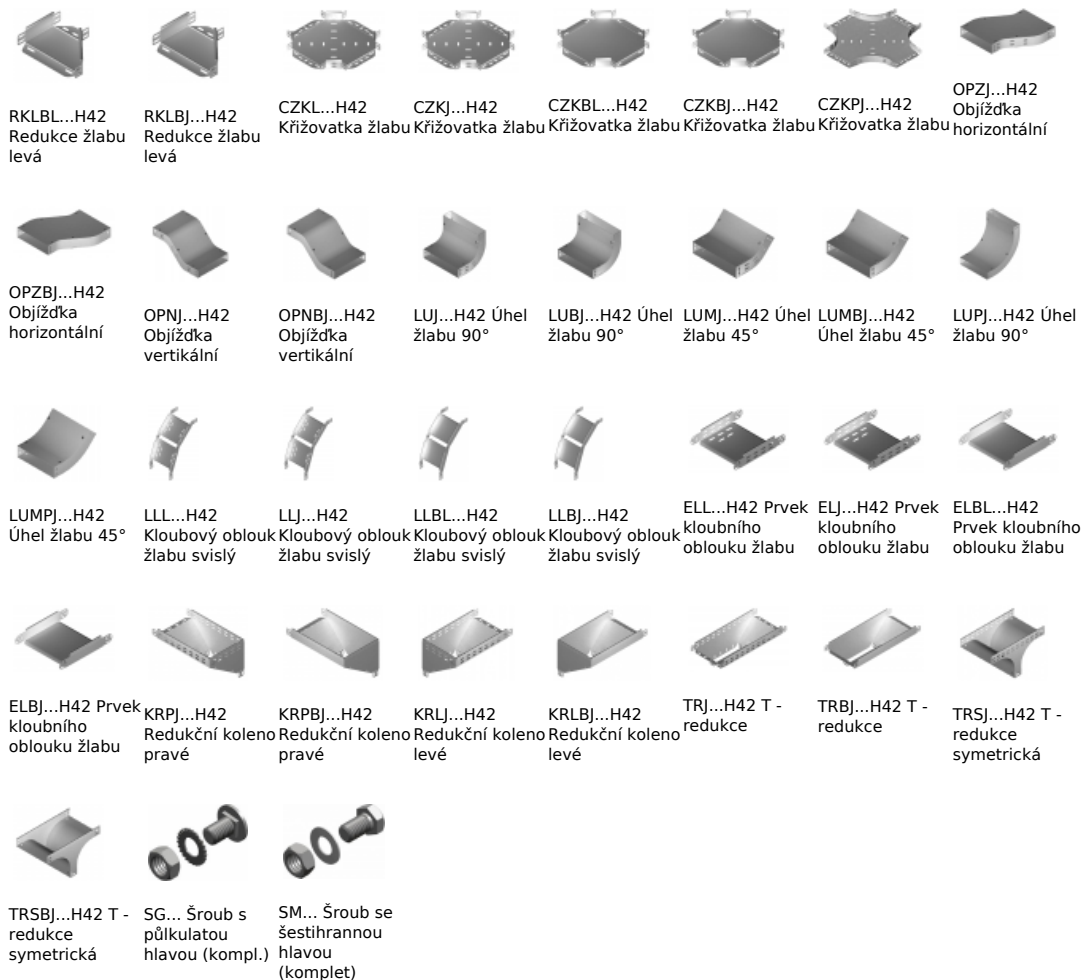 RKLBL...H42
Redukce žlabu
levá
RKLBJ...H42
Redukce žlabu
levá
CZKL...H42
Křižovatka žlabu
CZKJ...H42
Křižovatka žlabu
CZKBL...H42
Křižovatka žlabu
CZKBJ...H42
Křižovatka žlabu
CZKPJ...H42
Křižovatka žlabu
OPZJ...H42
Objížďka
horizontální
OPZBJ...H42
Objížďka
horizontální
OPNJ...H42
Objížďka
vertikální
OPNBJ...H42
Objížďka
vertikální
LUJ...H42 Úhel
žlabu 90°
LUBJ...H42 Úhel
žlabu 90°
LUMJ...H42 Úhel
žlabu 45°
LUMBJ...H42
Úhel žlabu 45°
LUPJ...H42 Úhel
žlabu 90°
LUMPJ...H42
Úhel žlabu 45°
LLL...H42
Kloubový oblouk
žlabu svislý
LLJ...H42
Kloubový oblouk
žlabu svislý
LLBL...H42
Kloubový oblouk
žlabu svislý
LLBJ...H42
Kloubový oblouk
žlabu svislý
ELL...H42 Prvek
kloubního
oblouku žlabu
ELJ...H42 Prvek
kloubního
oblouku žlabu
ELBL...H42
Prvek kloubního
oblouku žlabu
ELBJ...H42 Prvek
kloubního
oblouku žlabu
KRPJ...H42
Redukční koleno
pravé
KRPBJ...H42
Redukční koleno
pravé
KRLJ...H42
Redukční koleno
levé
KRLBJ...H42
Redukční koleno
levé
TRJ...H42 T -
redukce
TRBJ...H42 T -
redukce
TRSJ...H42 T -
redukce
symetrická
TRSBJ...H42 T -
redukce
symetrická
SG... Šroub s
půlkulatou
hlavou (kompl.)
SM... Šroub se
šestihrannou
hlavou
(komplet)